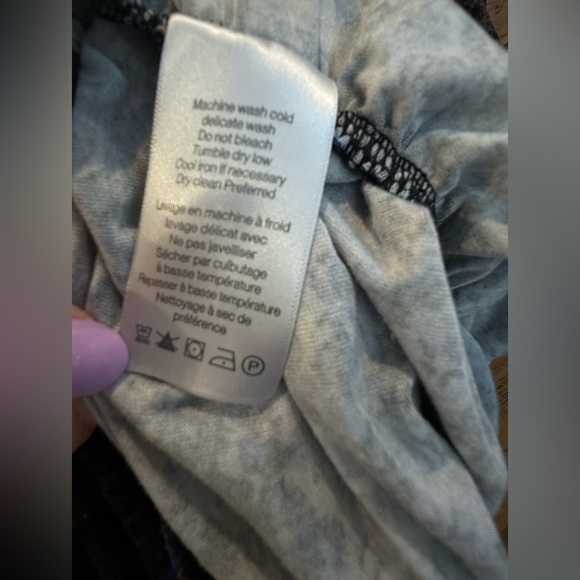 Machine wash cold
delicate wash
Do not bleach
Tumble dry low
Cool iron if necessary
Dry clean Preferred
Lavage en machine à froid
lavage délicat avec
Ne pas javelliser
Sécher par culbutage
à basse température
Repasser à basse température
Nettoyage à sec de
préférence
P